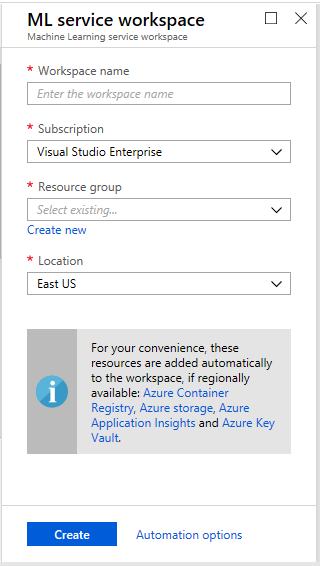 ML service workspace
Machine Learning service workspace
* Workspace name
Enter the workspace name
* Subscription
Visual Studio Enterprise
* Resource group
Select existing...
Create new
* Location
East US
For your convenience, these
resources are added automatically
to the workspace, if regionally
available: Azure Container
Registry, Azure storage, Azure
Application Insights and Azure Key
Vault.
Create
Automation options